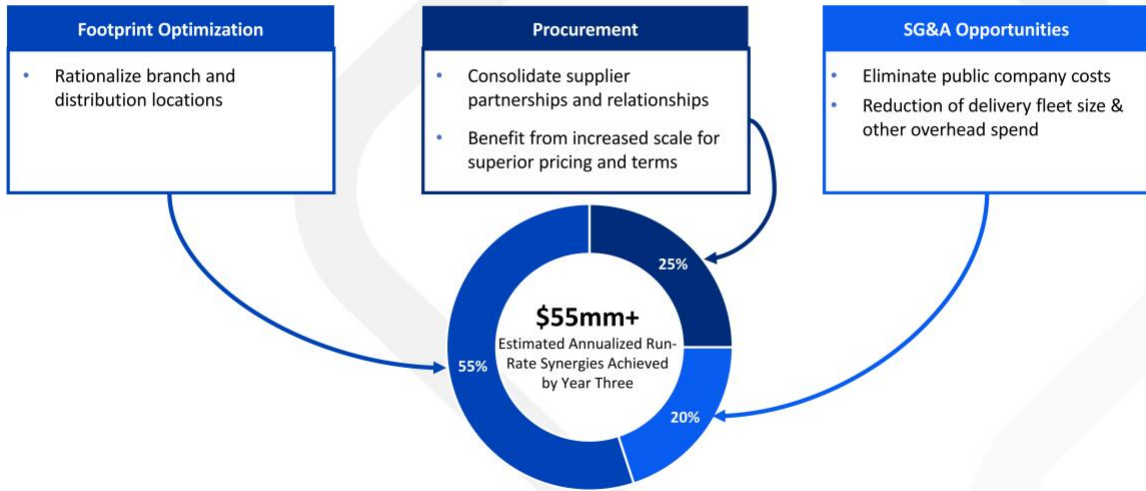 Footprint Optimization
• Rationalize branch and
distribution locations
Procurement
• Consolidate supplier
partnerships and relationships
• Benefit from increased scale for
superior pricing and terms
SG&A Opportunities
• Eliminate public company costs
• Reduction of delivery fleet size &
other overhead spend
25%
$55mm+
Estimated Annualized Run-
Rate Synergies Achieved
by Year Three
55%
20%